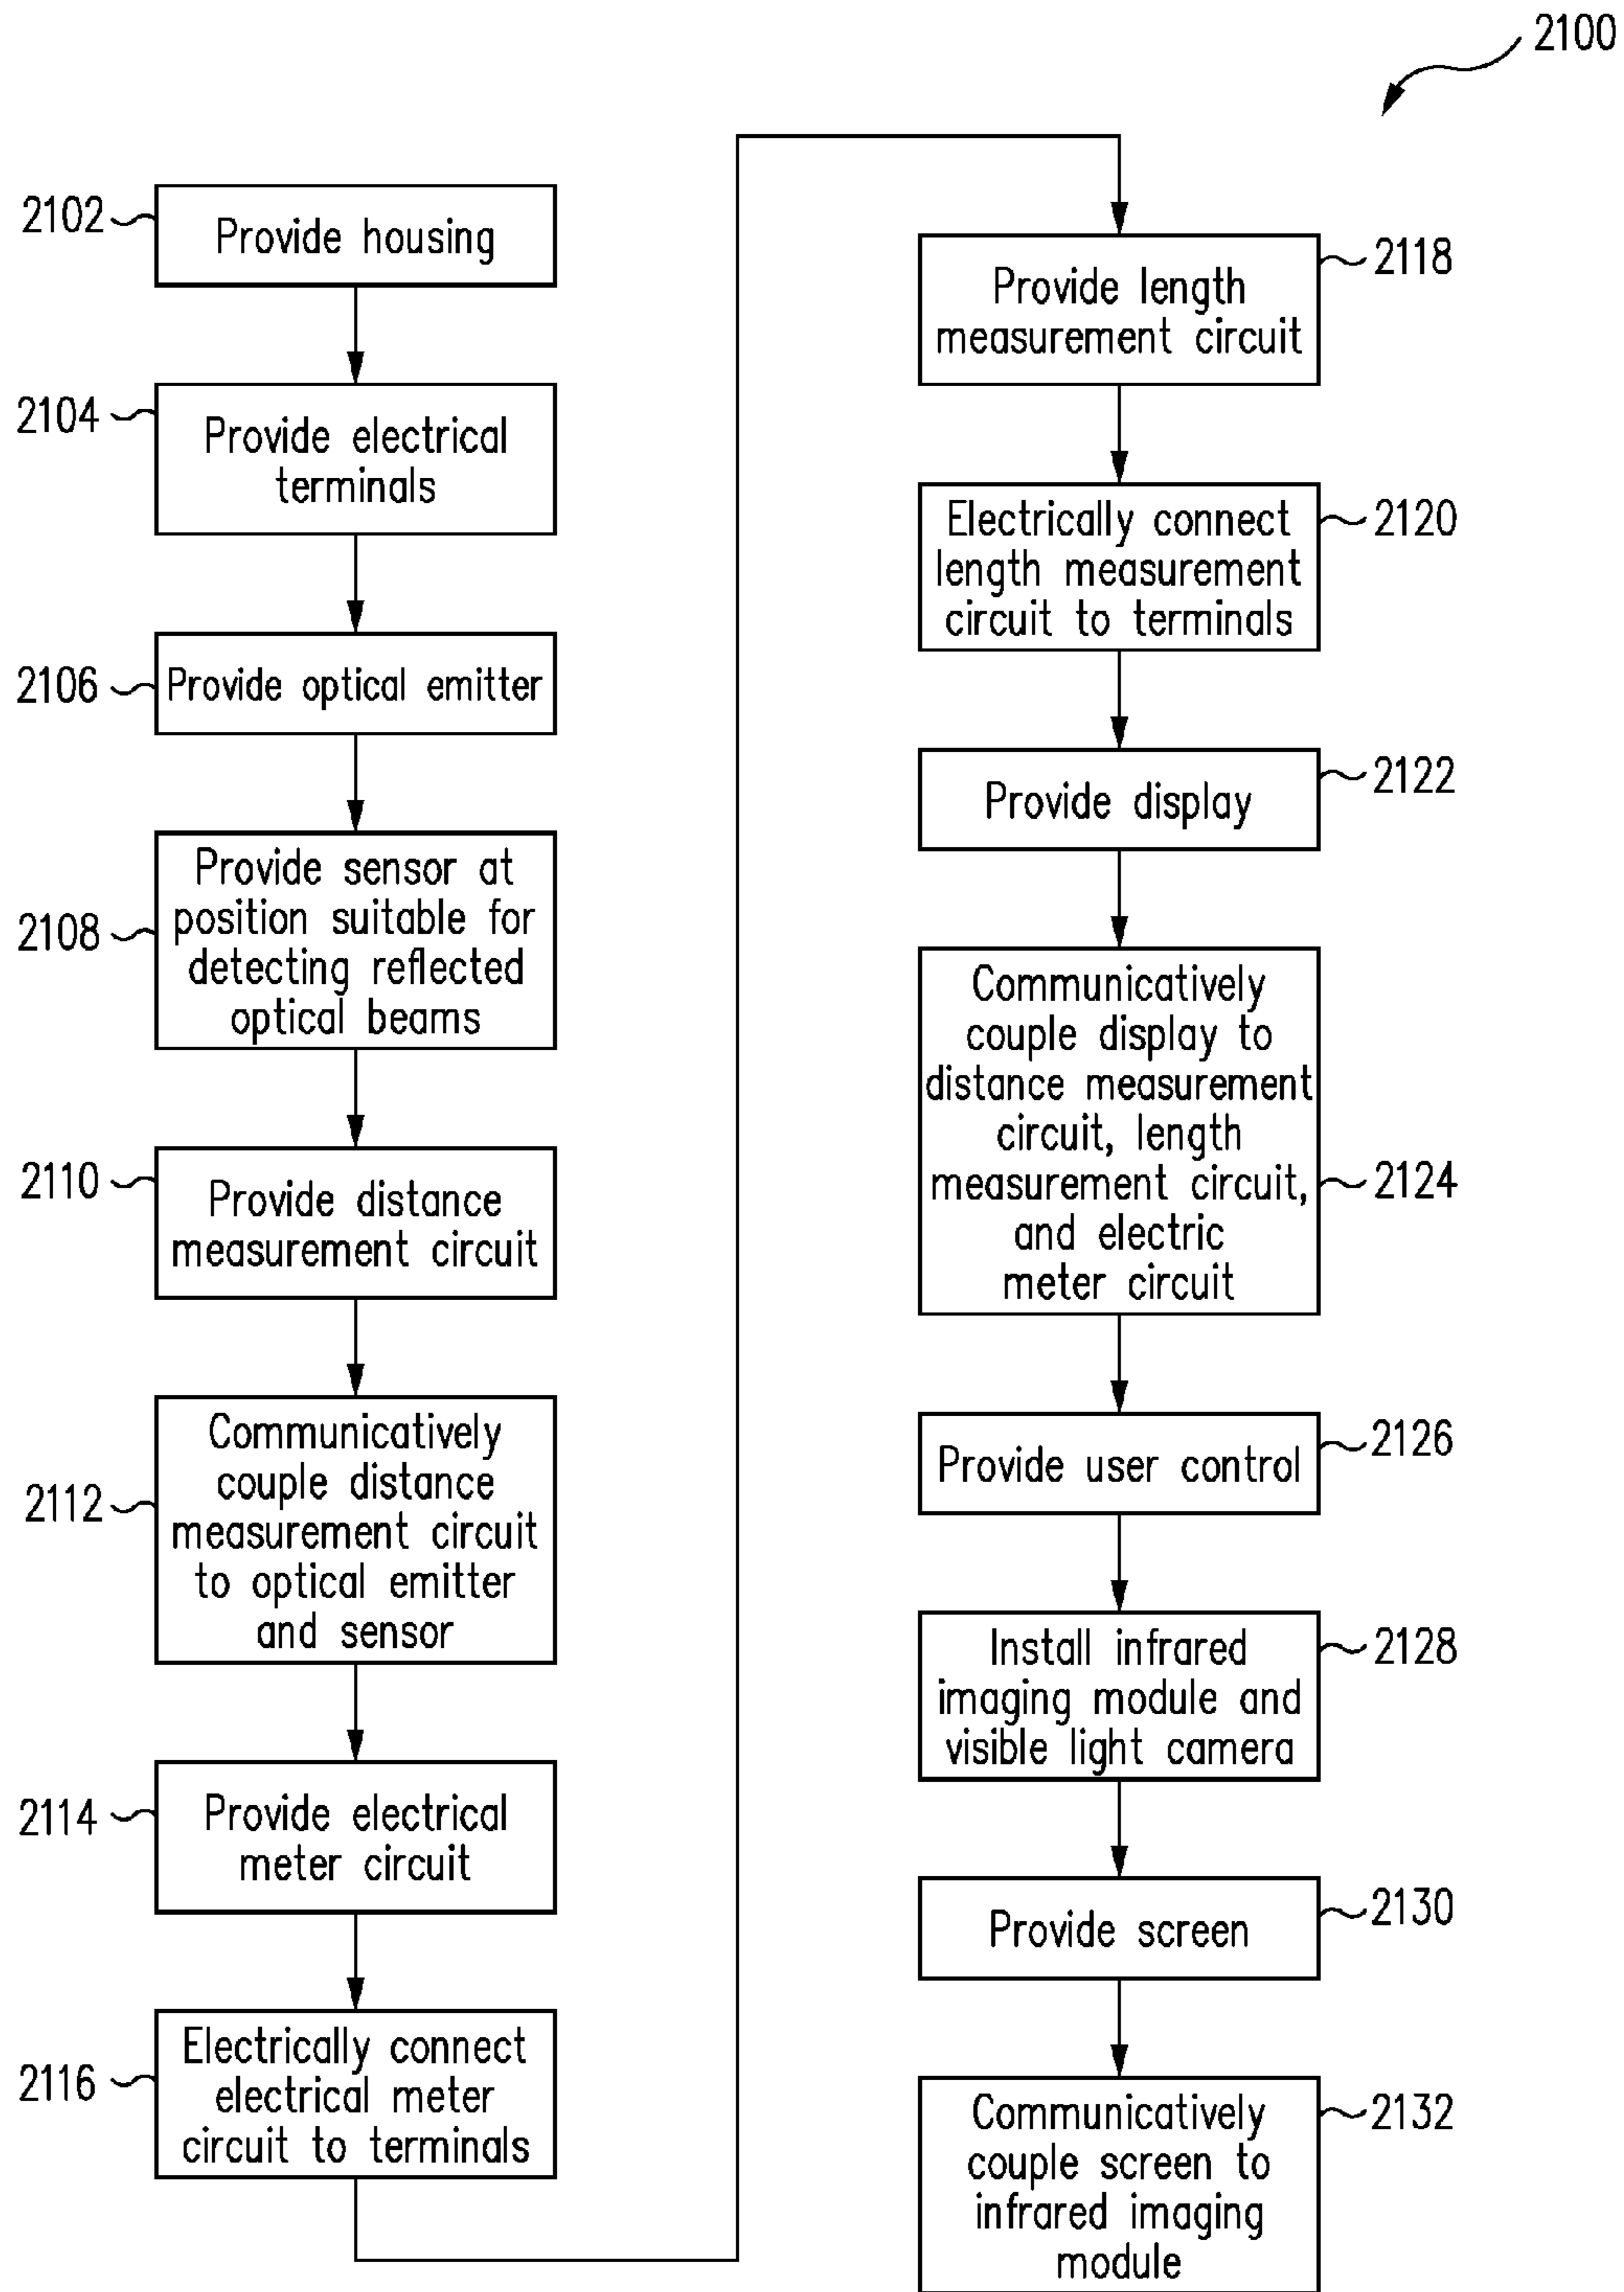 2100
2102
Provide housing
2104
Provide electrical
terminals
2106
Provide optical emitter
2108
Provide sensor at
position suitable for
detecting reflected
optical beams
2110
Provide distance
measurement circuit
2112
Communicatively
couple distance
measurement circuit
to optical emitter
and sensor
2114
Provide electrical
meter circuit
2116
Electrically connect
electrical meter
circuit to terminals
2118
Provide length
measurement circuit
2120
Electrically connect
length measurement
circuit to terminals
2122
Provide display
2124
Communicatively
couple display to
distance measurement
circuit, length
measurement circuit,
and electric
meter circuit
2126
Provide user control
2128
Install infrared
imaging module and
visible light camera
2130
Provide screen
2132
Communicatively
couple screen to
infrared imaging
module